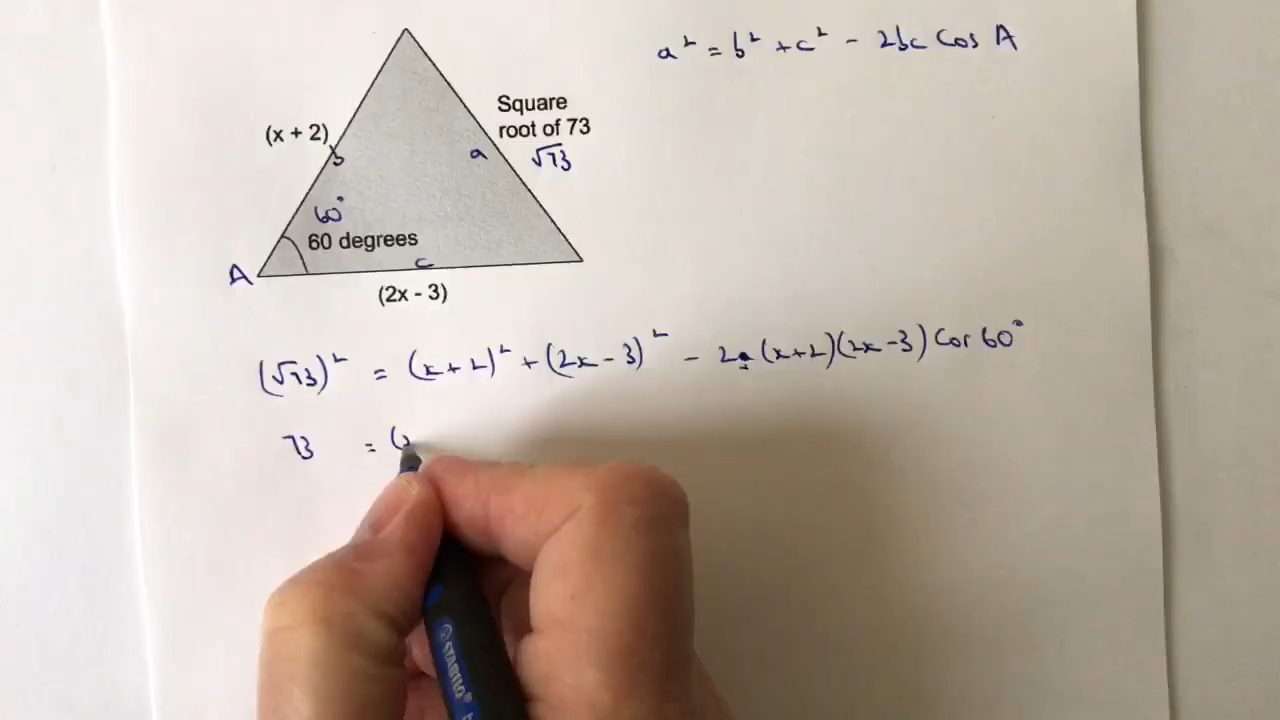 a² = b² + c² - 2bc Cos A
Square
root of 73
√73
(x + 2)
b
a
60°
60 degrees
A
c
(2x - 3)
(√73)² = (x+2)² + (2x-3)² - 2 (x+2)(2x-3) Cos 60°
73 = (x
STABILO®